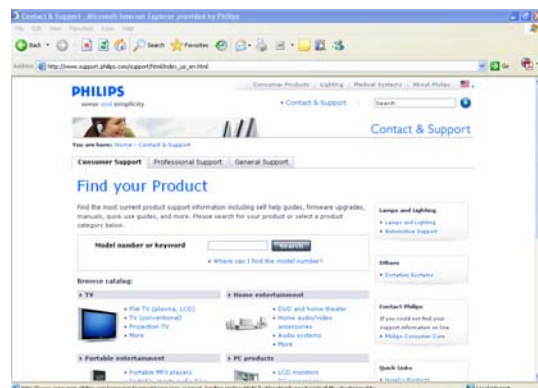 Contact & Support - Microsoft Internet Explorer provided by Philips
File Edit View Favorites Tools Help
Back Search Favorites
Address http://www.support.philips.com/support/html/index_us_en.html Go
Consumer Products Lighting Medical Systems About Philips
PHILIPS
sense and simplicity
Contact & Support
Search
Contact & Support
You are here: Home - Contact & Support
Consumer Support Professional Support General Support
Find your Product
Find the most current product support information including self help guides, firmware upgrades,
manuals, quick use guides, and more. Please search for your product or select a product
category below.
Model number or keyword Search
Where can I find the model number?
Browse catalog:
TV
Flat TV (plasma, LCD)
TV (conventional)
Projection TV
More
Home entertainment
DVD and home theater
Home audio/video
accessories
Audio systems
More
Portable entertainment
Portable MP3 players
PC products
LCD monitors
Lamps and Lighting
Lamps and Lighting
Automotive Support
Others
Dictation Systems
Contact Philips
If you could not find your
support information on line
Philips Consumer Care
Quick Links